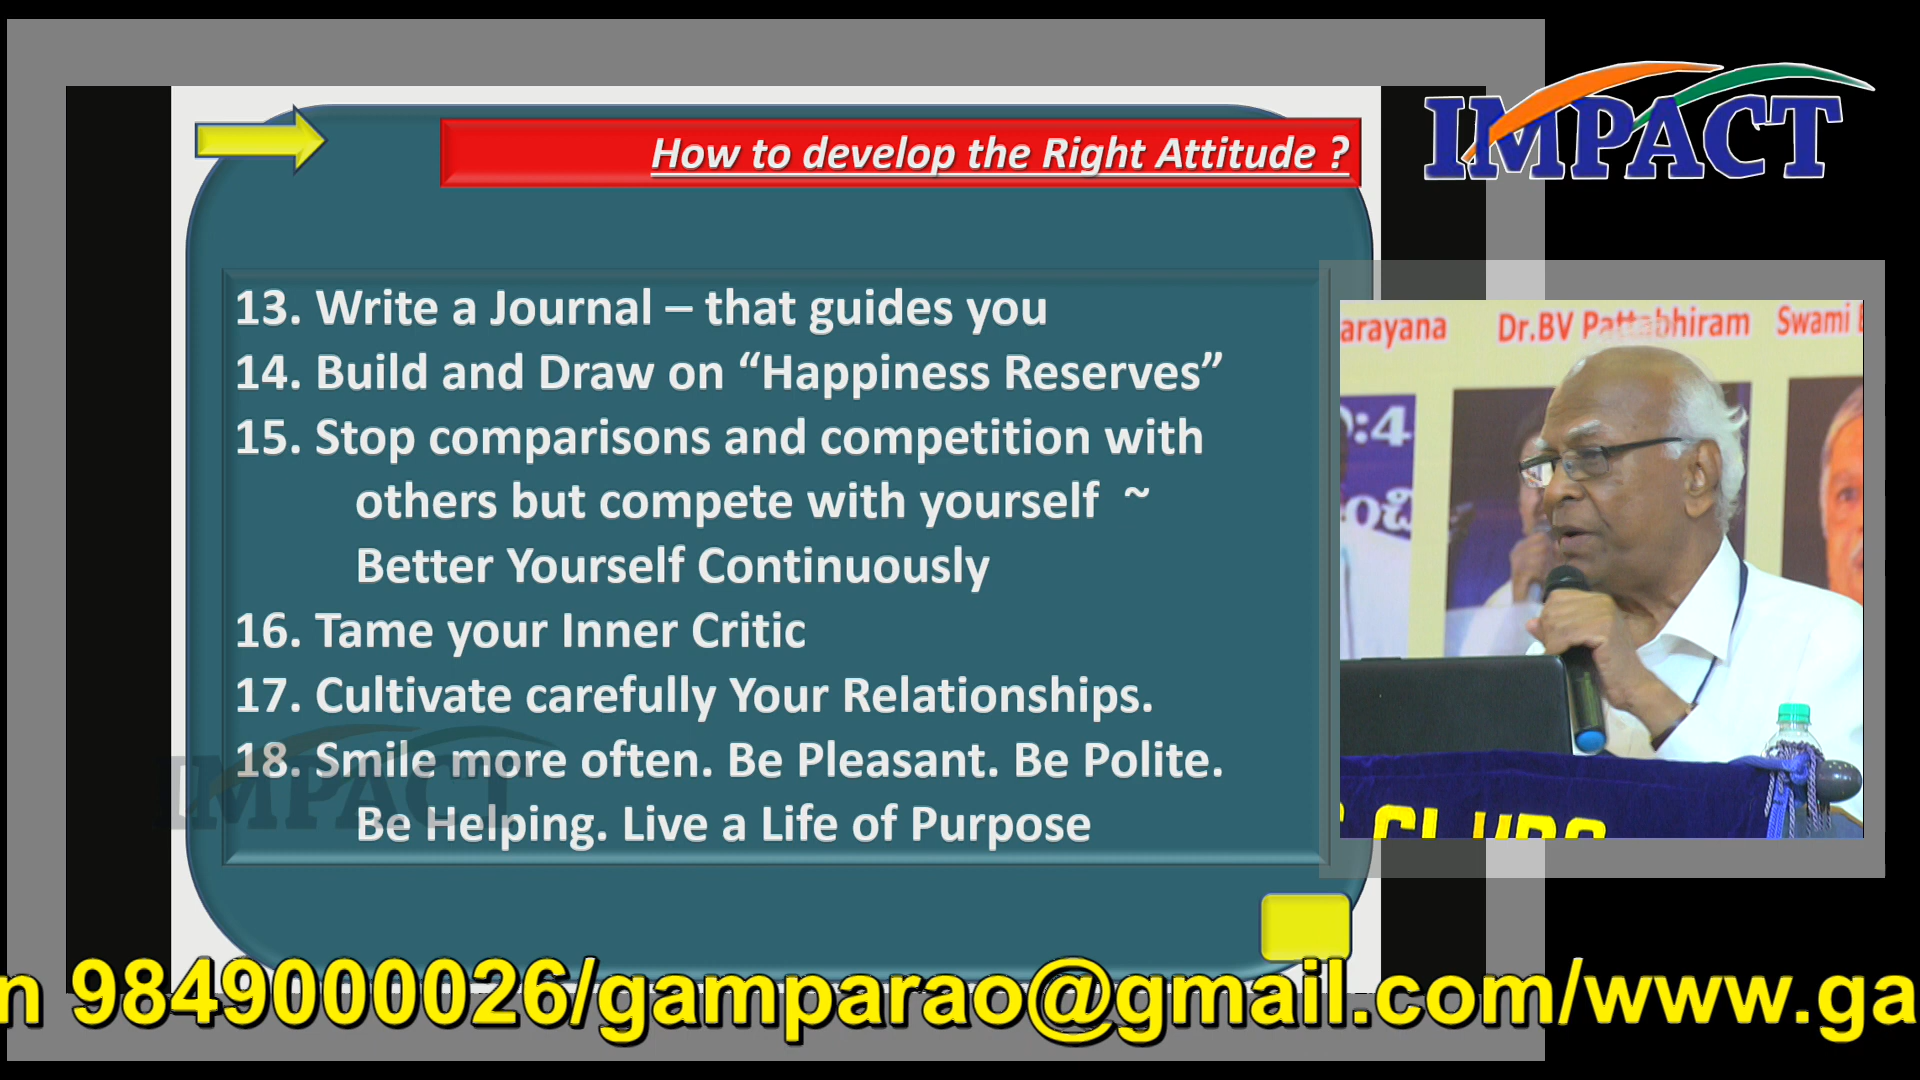 How to develop the Right Attitude ?
IMPACT
13. Write a Journal – that guides you
14. Build and Draw on “Happiness Reserves”
15. Stop comparisons and competition with
others but compete with yourself ~
Better Yourself Continuously
16. Tame your Inner Critic
17. Cultivate carefully Your Relationships.
18. Smile more often. Be Pleasant. Be Polite.
Be Helping. Live a Life of Purpose
IMPACT
arayana Dr.BV Pattabhiram Swami
:4
ంచి
n 9849000026/gamparao@gmail.com/www.ga